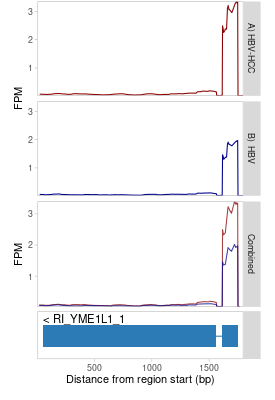 3
2
1
A) HBV-HCC
FPM
3
2
1
B) HBV
3
2
1
Combined
FPM
< RI_YME1L1_1
500
1000
1500
Distance from region start (bp)